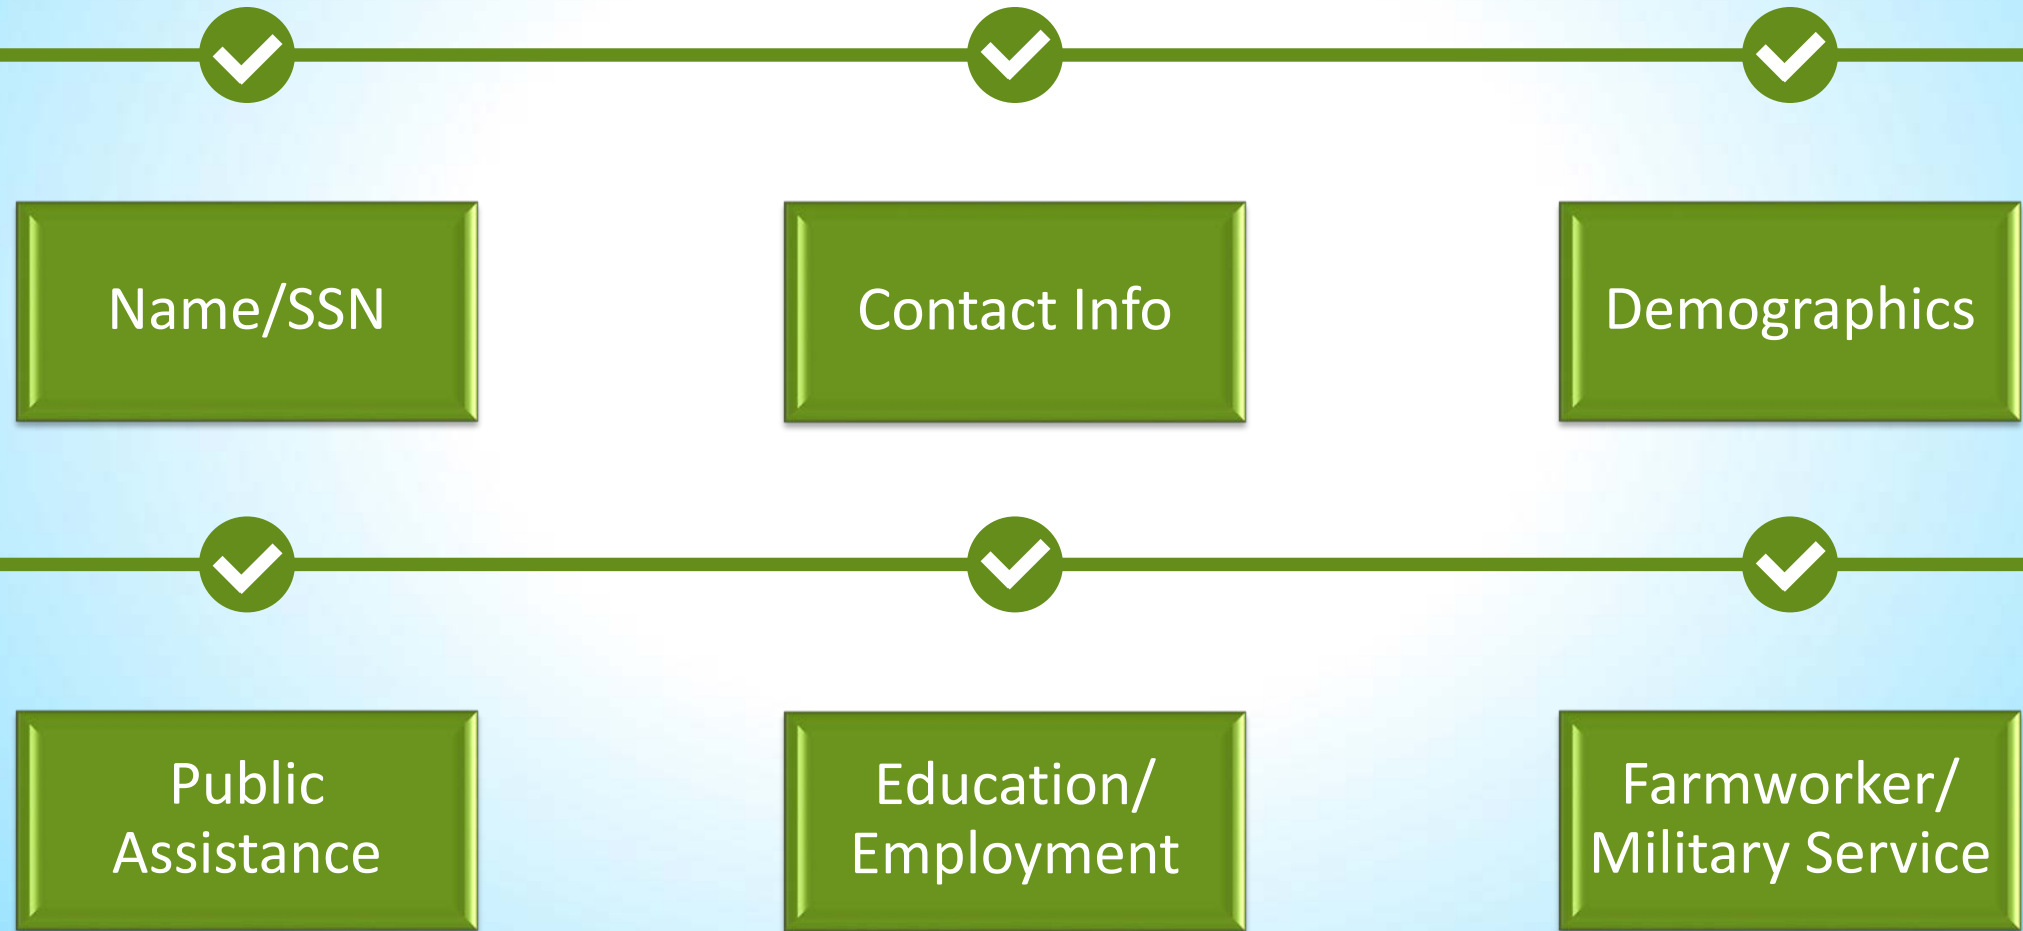 Name/SSN
Contact Info
Demographics
Public
Assistance
Education/
Employment
Farmworker/
Military Service